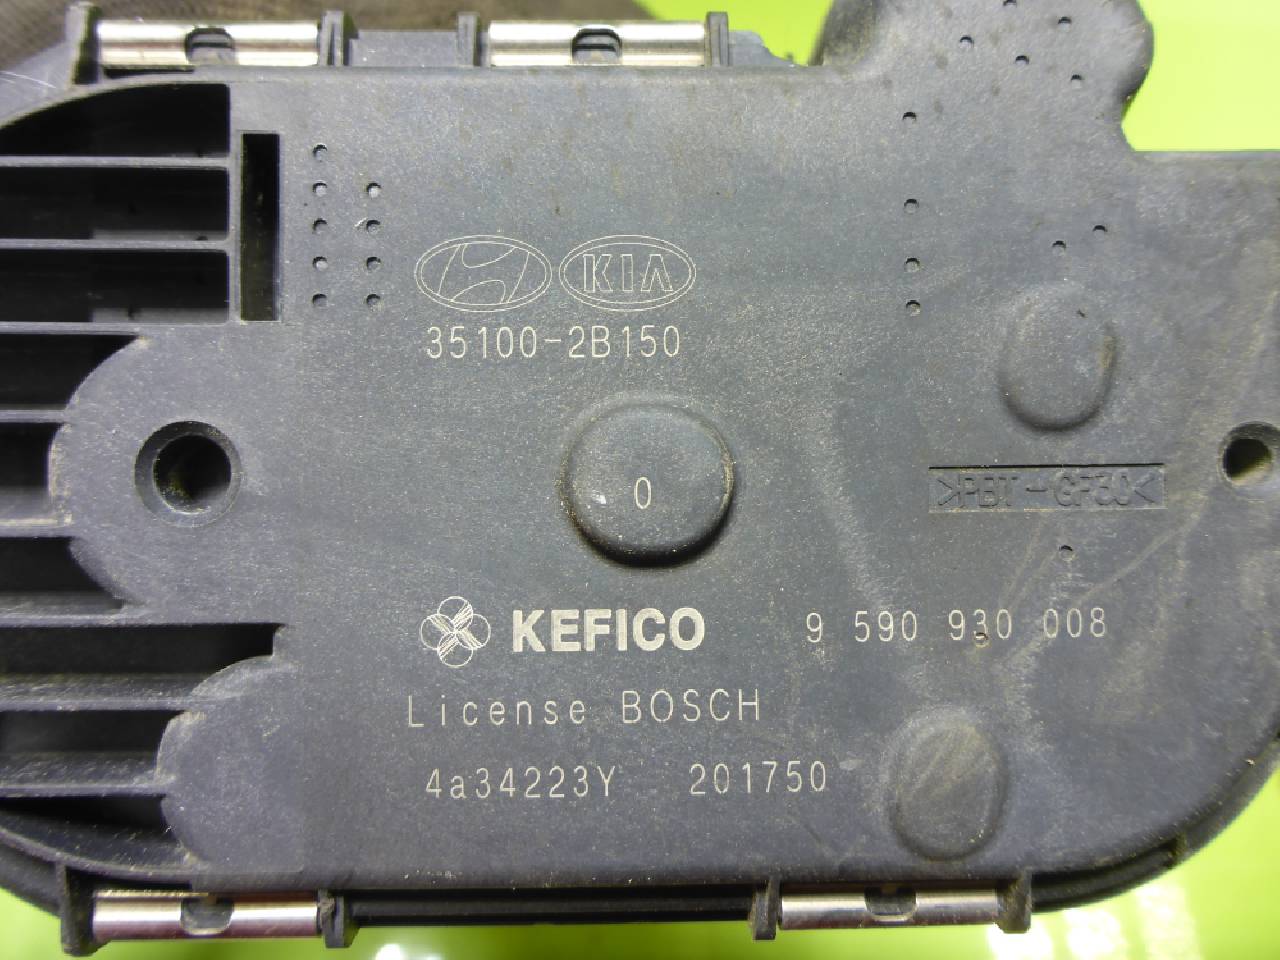 KIA
35100-2B150
0
>PBT-GF30<
KEFICO 9 590 930 008
License BOSCH
4a34223Y 201750